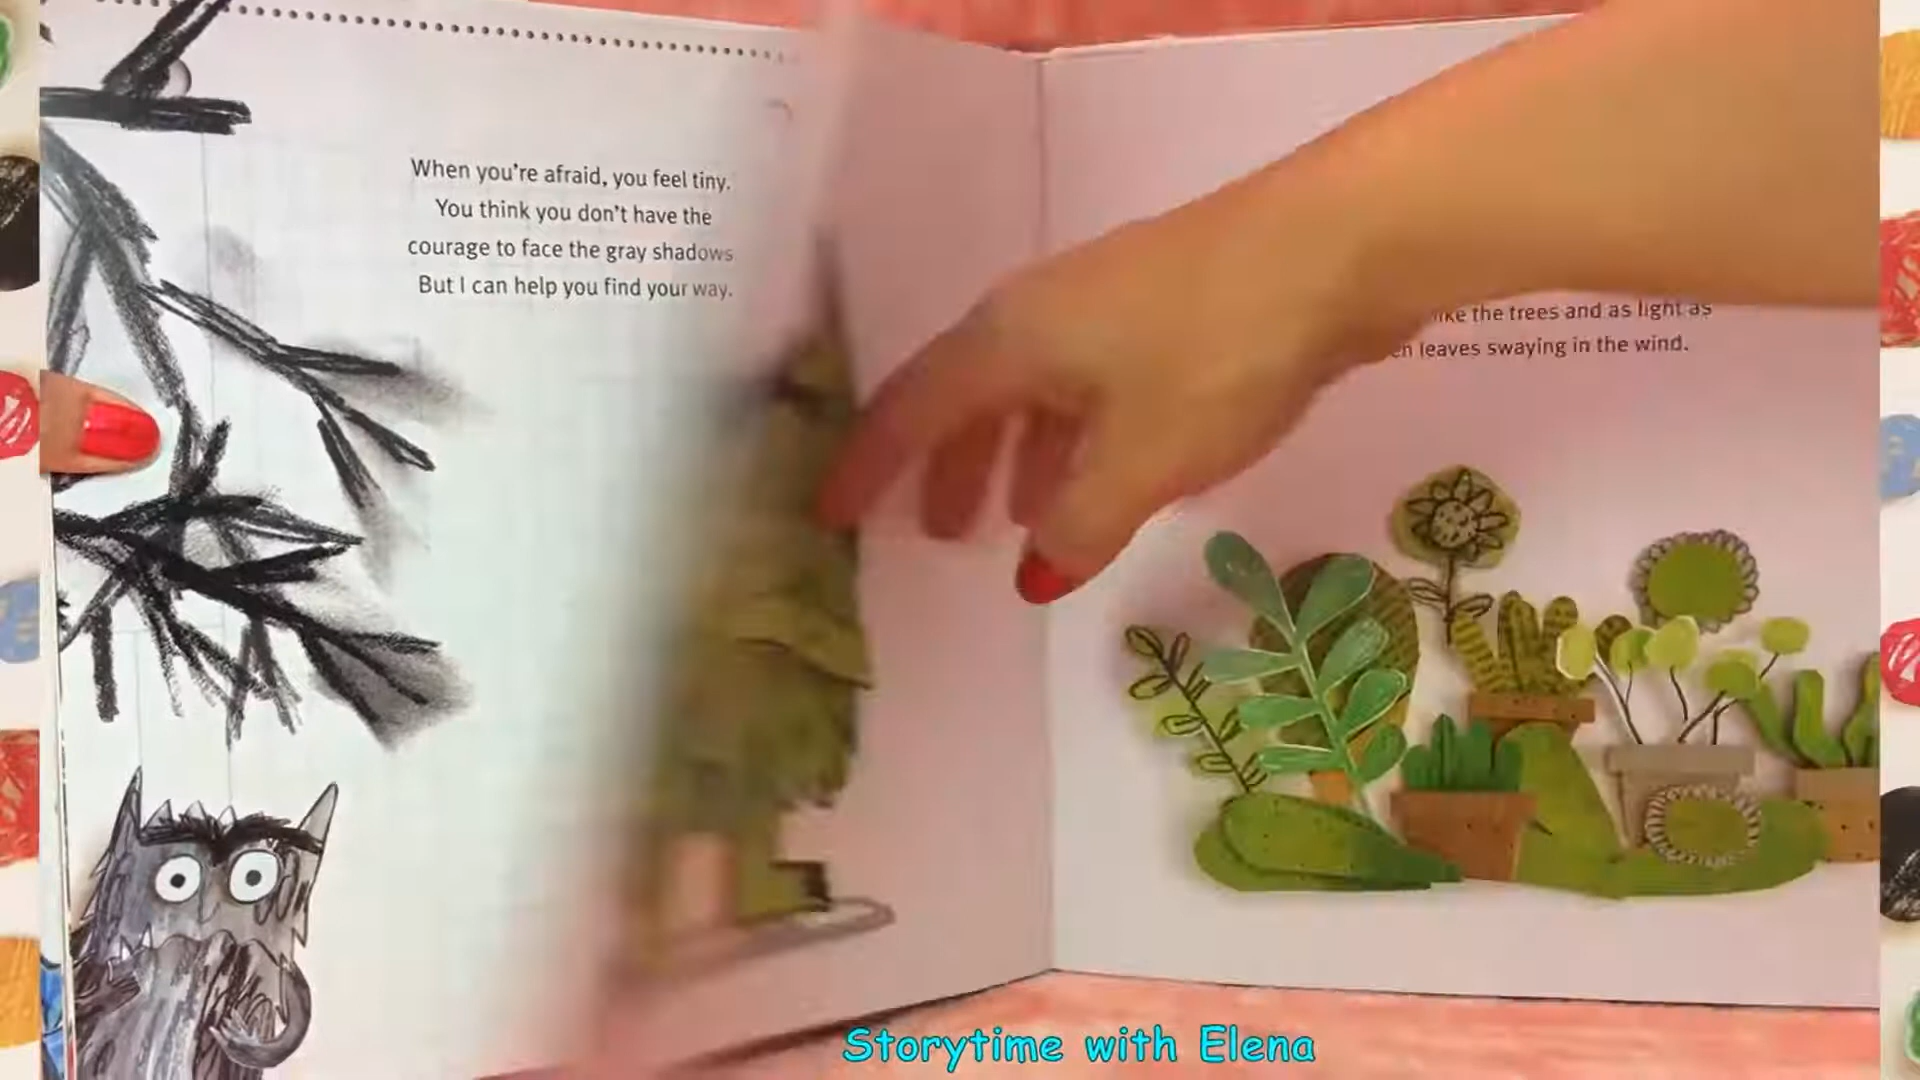 When you're afraid, you feel tiny.
You think you don't have the
courage to face the gray shadows
But I can help you find your way.
the trees and as light as
leaves swaying in the wind.
Storytime with Elena